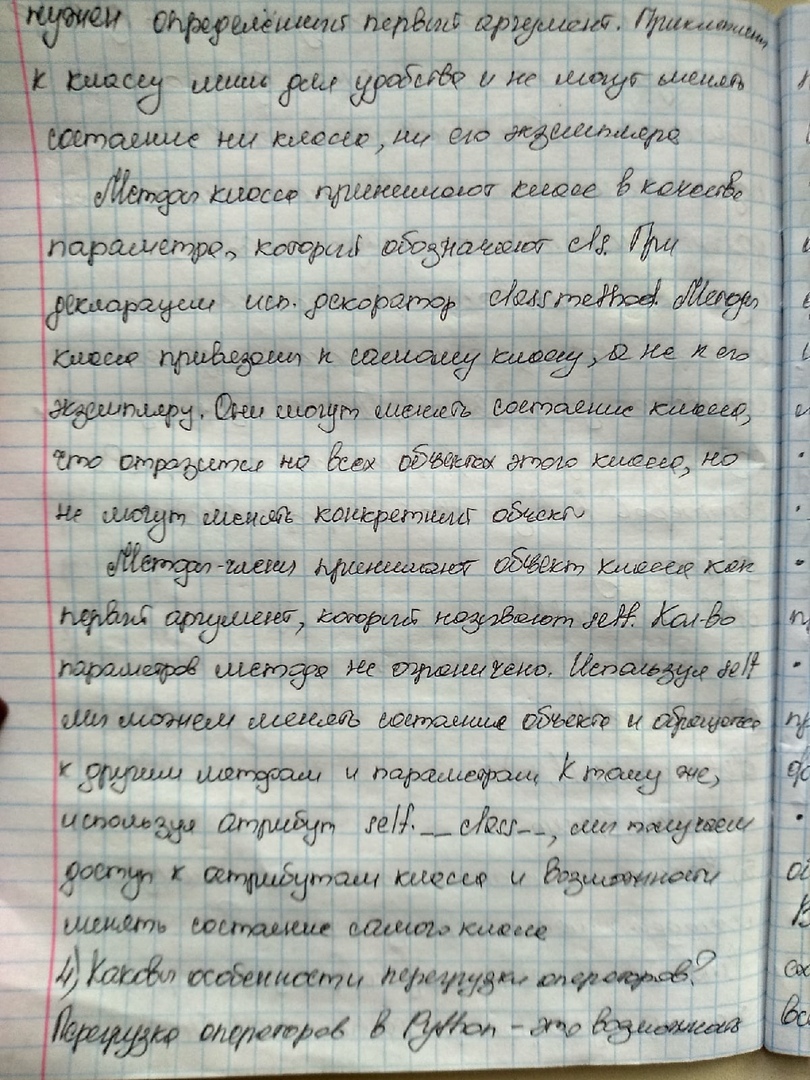 нужен определённый первый аргумент. Прикреплены
к классу лишь для удобства и не могут менять
состояние ни класса, ни его экземпляра
Методы класса принимают класс в качестве
параметра, который обозначают cls. При
декларации исп. декоратор classmethod. Методы
класса привязаны к самому классу, а не к его
экземпляру. Они могут менять состояние класса,
что отразится на всех объектах этого класса, но
не могут менять конкретный объект
Методы-члены принимают объект класса как
первый аргумент, который называют self. Кол-во
параметров метода не ограничено. Используя self
мы можем менять состояние объекта и обращаться
к другим методам и параметрам. К тому же,
используя атрибут self.__class__, мы получаем
доступ к атрибутам класса и возможности
менять состояние самого класса
4) Каковы особенности перегрузки операторов?
Перегрузка операторов в Python - это возможность